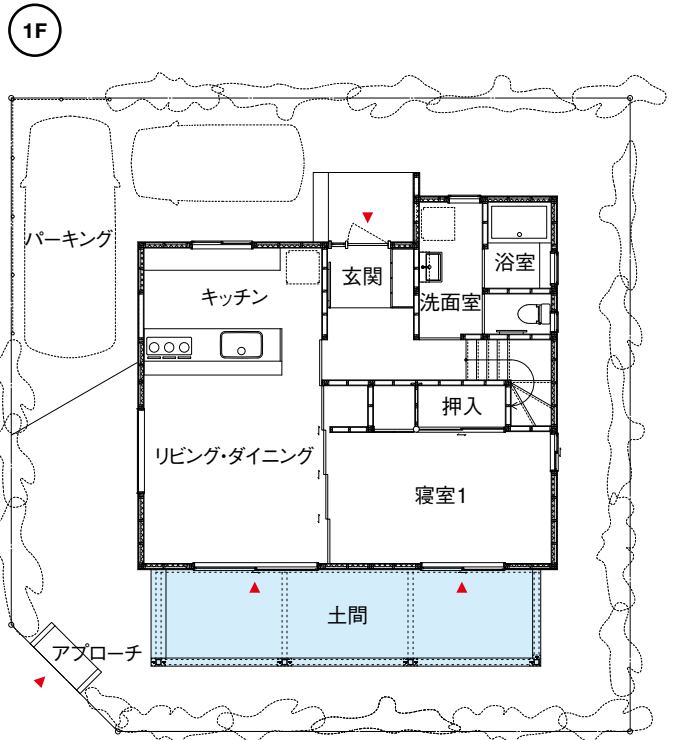 1F
パーキング
玄関
浴室
キッチン
洗面室
押入
リビング・ダイニング
寝室1
土間
アプローチ